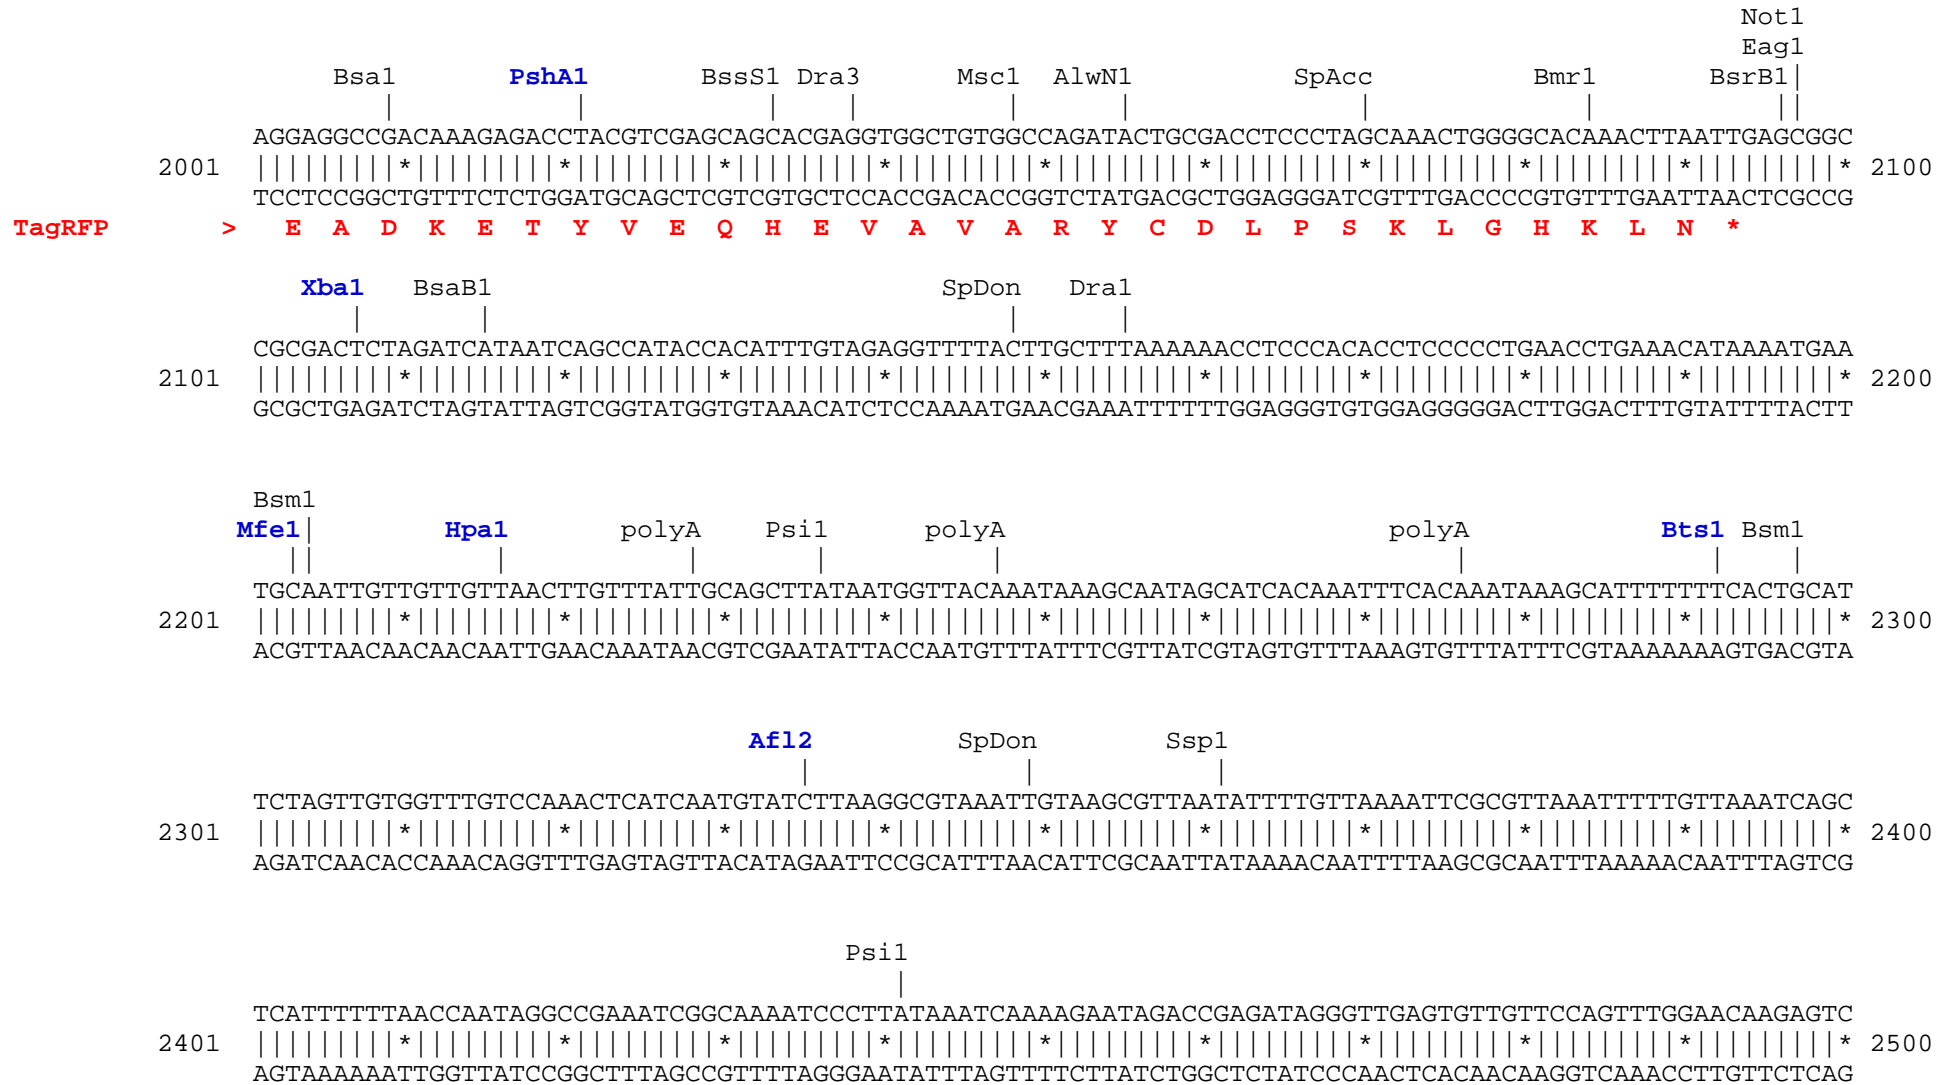 Not1
Eag1
Bsa1 PshA1 BssS1 Dra3 Msc1 AlwN1 SpAcc Bmr1 BsrB1|
| | | | | | | | ||
AGGAGGCCGACAAAGAGACCTACGTCGAGCAGCACGAGGTGGCTGTGGCCAGATACTGCGACCTCCCTAGCAAACTGGGGCACAAACTTAATTGAGCGGC
2001 |||||||||*|||||||||*|||||||||*|||||||||*|||||||||*|||||||||*|||||||||*|||||||||*|||||||||*|||||||||* 2100
TCCTCCGGCTGTTTCTCTGGATGCAGCTCGTCGTGCTCCACCGACACCGGTCTATGACGCTGGAGGGATCGTTTGACCCCGTGTTTGAATTAACTCGCCG
TagRFP > E A D K E T Y V E Q H E V A V A R Y C D L P S K L G H K L N *
Xba1 BsaB1 SpDon Dra1
| | | |
CGCGACTCTAGATCATAATCAGCCATACCACATTTGTAGAGGTTTTACTTGCTTTAAAAAACCTCCCACACCTCCCCCTGAACCTGAAACATAAAATGAA
2101 |||||||||*|||||||||*|||||||||*|||||||||*|||||||||*|||||||||*|||||||||*|||||||||*|||||||||*|||||||||* 2200
GCGCTGAGATCTAGTATTAGTCGGTATGGTGTAAACATCTCCAAAATGAACGAAATTTTTTGGAGGGTGTGGAGGGGGACTTGGACTTTGTATTTTACTT
Bsm1
Mfe1| Hpa1 polyA Psi1 polyA polyA Bts1 Bsm1
|| | | | | | | |
TGCAATTGTTGTTGTTAACTTGTTTATTGCAGCTTATAATGGTTACAAATAAAGCAATAGCATCACAAATTTCACAAATAAAGCATTTTTTTCACTGCAT
2201 |||||||||*|||||||||*|||||||||*|||||||||*|||||||||*|||||||||*|||||||||*|||||||||*|||||||||*|||||||||* 2300
ACGTTAACAACAACAATTGAACAAATAACGTCGAATATTACCAATGTTTATTTCGTTATCGTAGTGTTTAAAGTGTTTATTTCGTAAAAAAAGTGACGTA
Afl2 SpDon Ssp1
| | |
TCTAGTTGTGGTTTGTCCAAACTCATCAATGTATCTTAAGGCGTAAATTGTAAGCGTTAATATTTTGTTAAAATTCGCGTTAAATTTTTGTTAAATCAGC
2301 |||||||||*|||||||||*|||||||||*|||||||||*|||||||||*|||||||||*|||||||||*|||||||||*|||||||||*|||||||||* 2400
AGATCAACACCAAACAGGTTTGAGTAGTTACATAGAATTCCGCATTTAACATTCGCAATTATAAAACAATTTTAAGCGCAATTTAAAAACAATTTAGTCG
Psi1
|
TCATTTTTTAACCAATAGGCCGAAATCGGCAAAATCCCTTATAAATCAAAAGAATAGACCGAGATAGGGTTGAGTGTTGTTCCAGTTTGGAACAAGAGTC
2401 |||||||||*|||||||||*|||||||||*|||||||||*|||||||||*|||||||||*|||||||||*|||||||||*|||||||||*|||||||||* 2500
AGTAAAAAATTGGTTATCCGGCTTTAGCCGTTTTAGGGAATATTTAGTTTTCTTATCTGGCTCTATCCCAACTCACAACAAGGTCAAACCTTGTTCTCAG